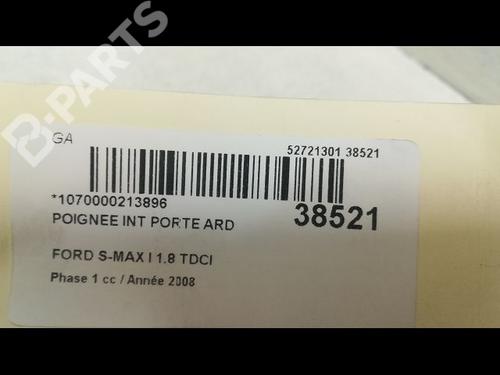 B-PARTS
GA
52721301 38521
*1070000213896
38521
POIGNEE INT PORTE ARD
FORD S-MAX I 1.8 TDCI
Phase 1 cc / Année 2008